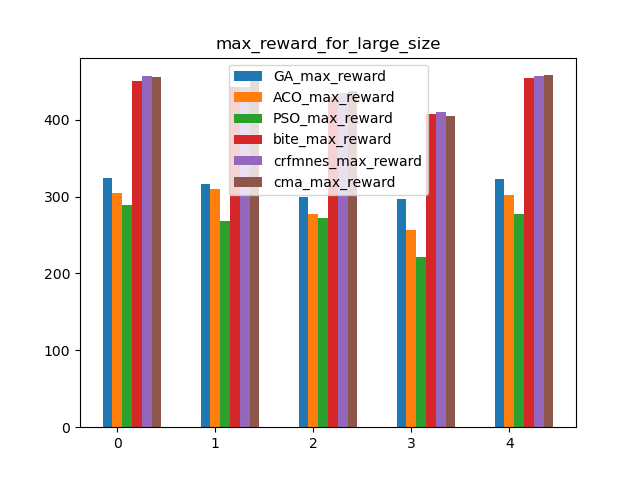 max_reward_for_large_size
GA_max_reward
ACO_max_reward
PSO_max_reward
bite_max_reward
crfmnes_max_reward
cma_max_reward
400
300
200
100
0
0 1 2 3 4